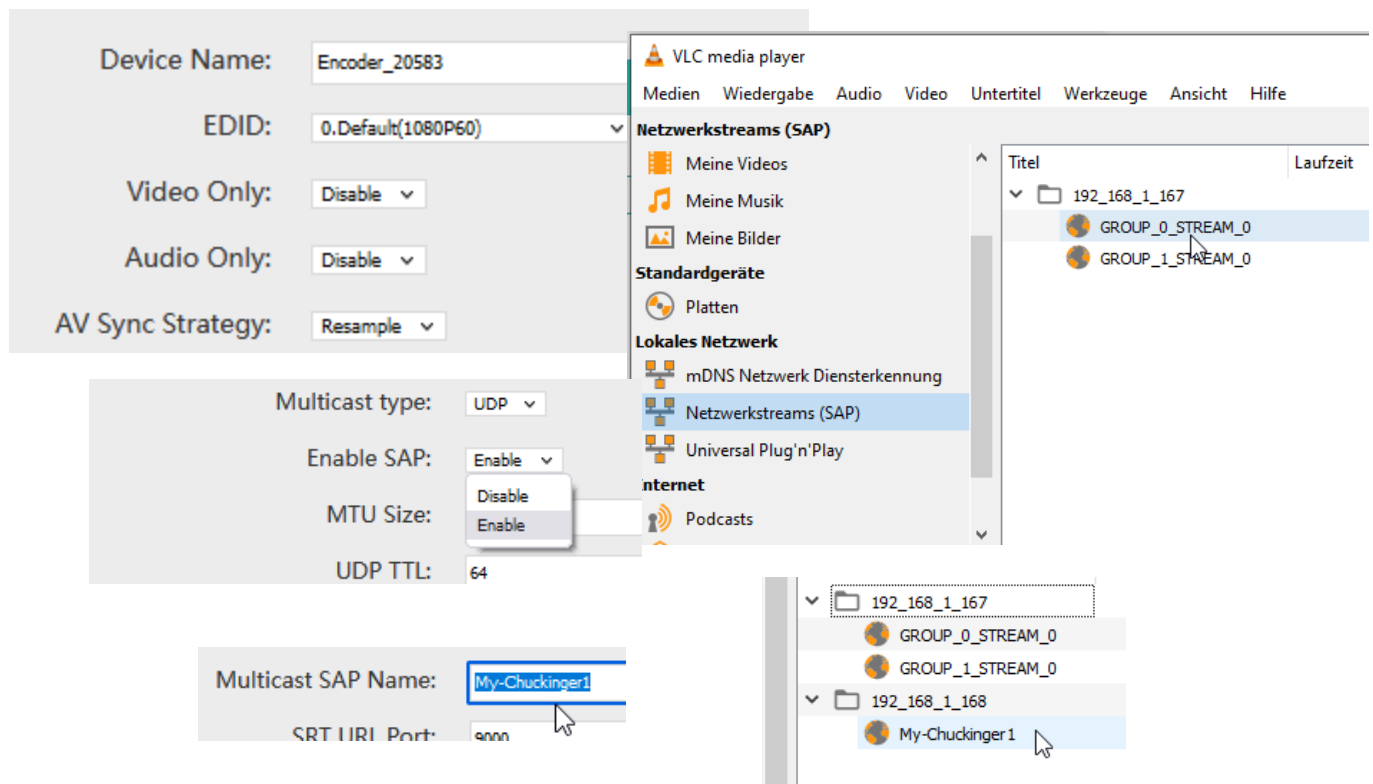 Device Name: Encoder_20583
EDID: 0.Default(1080P60)
Video Only: Disable
Audio Only: Disable
AV Sync Strategy: Resample
VLC media player
Medien Wiedergabe Audio Video Untertitel Werkzeuge Ansicht Hilfe
Netzwerkstreams (SAP)
Meine Videos
Meine Musik
Meine Bilder
Standardgeräte
Platten
Lokales Netzwerk
mDNS Netzwerk Diensterkennung
Netzwerkstreams (SAP)
Universal Plug'n'Play
Internet
Podcasts
Titel Laufzeit
192_168_1_167
GROUP_0_STREAM_0
GROUP_1_STREAM_0
Multicast type: UDP
Enable SAP: Enable
Disable
Enable
MTU Size:
UDP TTL: 64
Multicast SAP Name: My-Chuckinger1
SRT URL Port: 9000
192_168_1_167
GROUP_0_STREAM_0
GROUP_1_STREAM_0
192_168_1_168
My-Chuckinger1